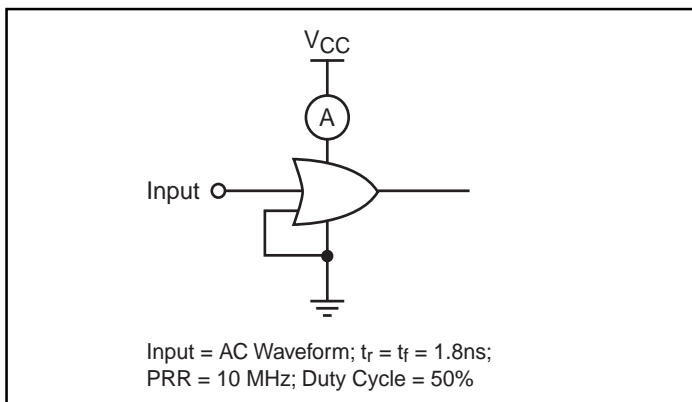 VCC
A
Input
Input = AC Waveform; tr = tf = 1.8ns;
PRR = 10 MHz; Duty Cycle = 50%